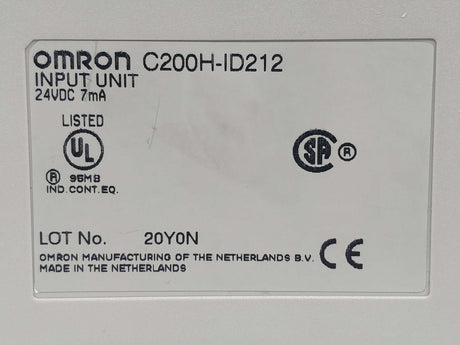 OMRON C200H-ID212
INPUT UNIT
24VDC 7mA
LISTED
UL
R 95MB
IND.CONT.EQ.
SA R
LOT No. 20Y0N
OMRON MANUFACTURING OF THE NETHERLANDS B.V. CE
MADE IN THE NETHERLANDS